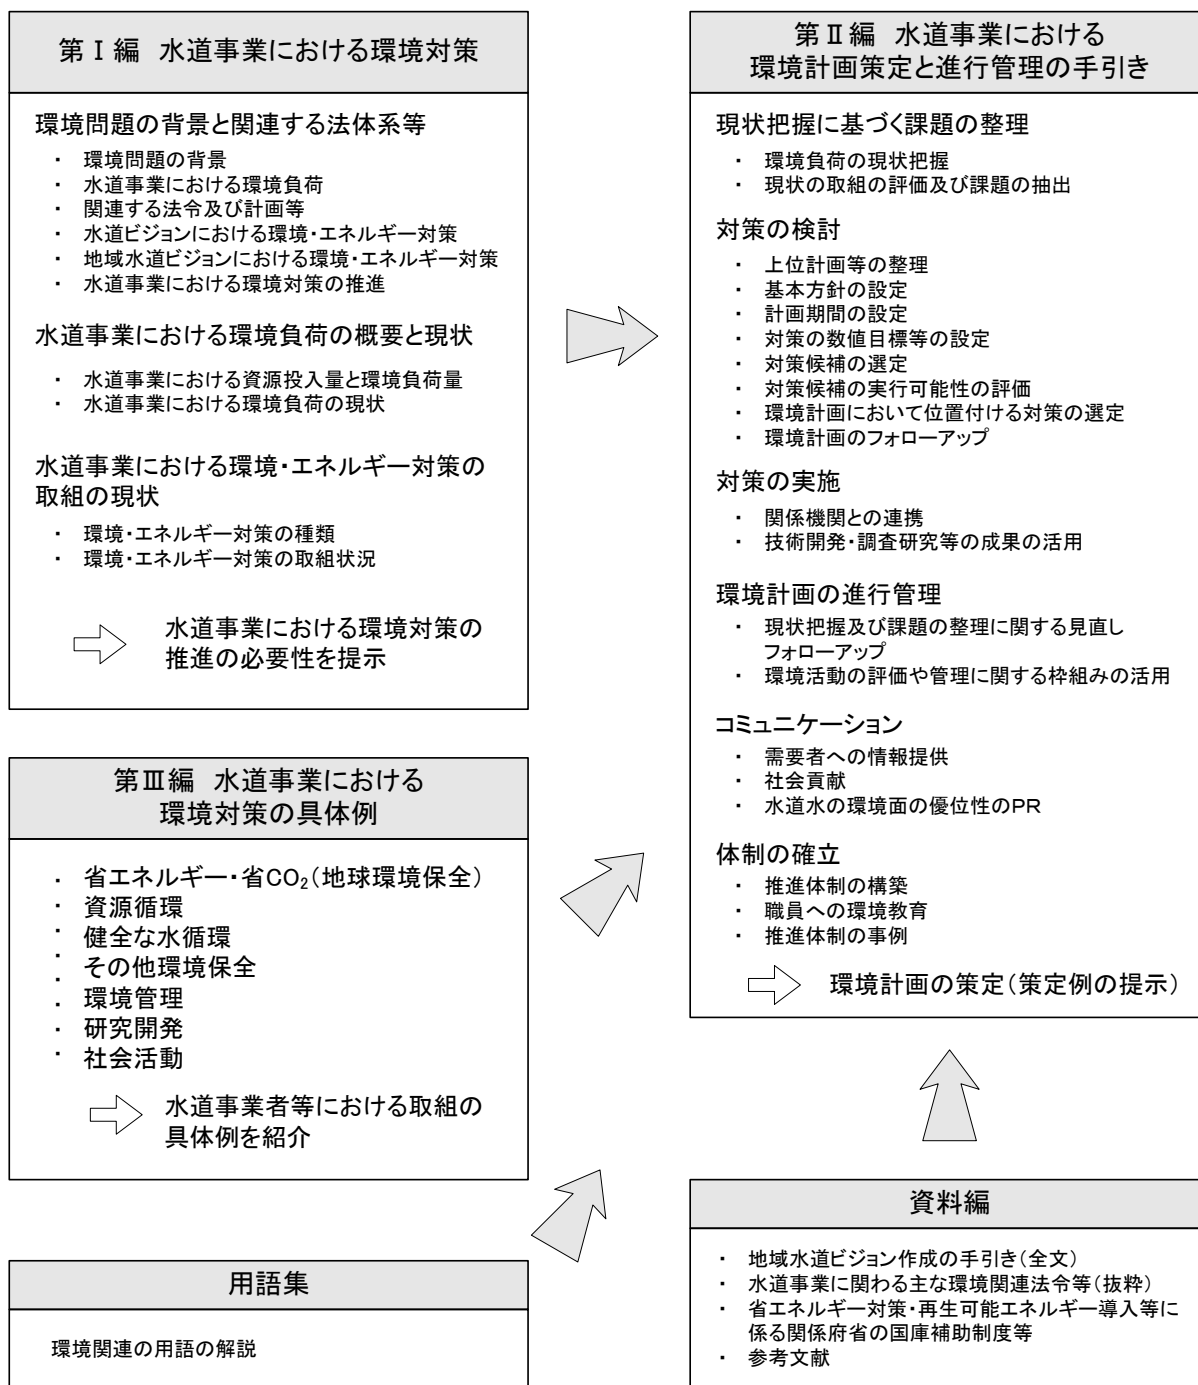 第Ⅰ編 水道事業における環境対策
環境問題の背景と関連する法体系等
・ 環境問題の背景
・ 水道事業における環境負荷
・ 関連する法令及び計画等
・ 水道ビジョンにおける環境・エネルギー対策
・ 地域水道ビジョンにおける環境・エネルギー対策
・ 水道事業における環境対策の推進
水道事業における環境負荷の概要と現状
・ 水道事業における資源投入量と環境負荷量
・ 水道事業における環境負荷の現状
水道事業における環境・エネルギー対策の
取組の現状
・ 環境・エネルギー対策の種類
・ 環境・エネルギー対策の取組状況
水道事業における環境対策の
推進の必要性を提示
第Ⅱ編 水道事業における
環境計画策定と進行管理の手引き
現状把握に基づく課題の整理
・ 環境負荷の現状把握
・ 現状の取組の評価及び課題の抽出
対策の検討
・ 上位計画等の整理
・ 基本方針の設定
・ 計画期間の設定
・ 対策の数値目標等の設定
・ 対策候補の選定
・ 対策候補の実行可能性の評価
・ 環境計画において位置付ける対策の選定
・ 環境計画のフォローアップ
対策の実施
・ 関係機関との連携
・ 技術開発・調査研究等の成果の活用
環境計画の進行管理
・ 現状把握及び課題の整理に関する見直し
フォローアップ
・ 環境活動の評価や管理に関する枠組みの活用
コミュニケーション
・ 需要者への情報提供
・ 社会貢献
・ 水道水の環境面の優位性のPR
体制の確立
・ 推進体制の構築
・ 職員への環境教育
・ 推進体制の事例
環境計画の策定(策定例の提示)
第Ⅲ編 水道事業における
環境対策の具体例
・ 省エネルギー・省CO₂(地球環境保全)
・ 資源循環
・ 健全な水循環
・ その他環境保全
・ 環境管理
・ 研究開発
・ 社会活動
水道事業者等における取組の
具体例を紹介
用語集
環境関連の用語の解説
資料編
・ 地域水道ビジョン作成の手引き(全文)
・ 水道事業に関わる主な環境関連法令等(抜粋)
・ 省エネルギー対策・再生可能エネルギー導入等に
係る関係府省の国庫補助制度等
・ 参考文献